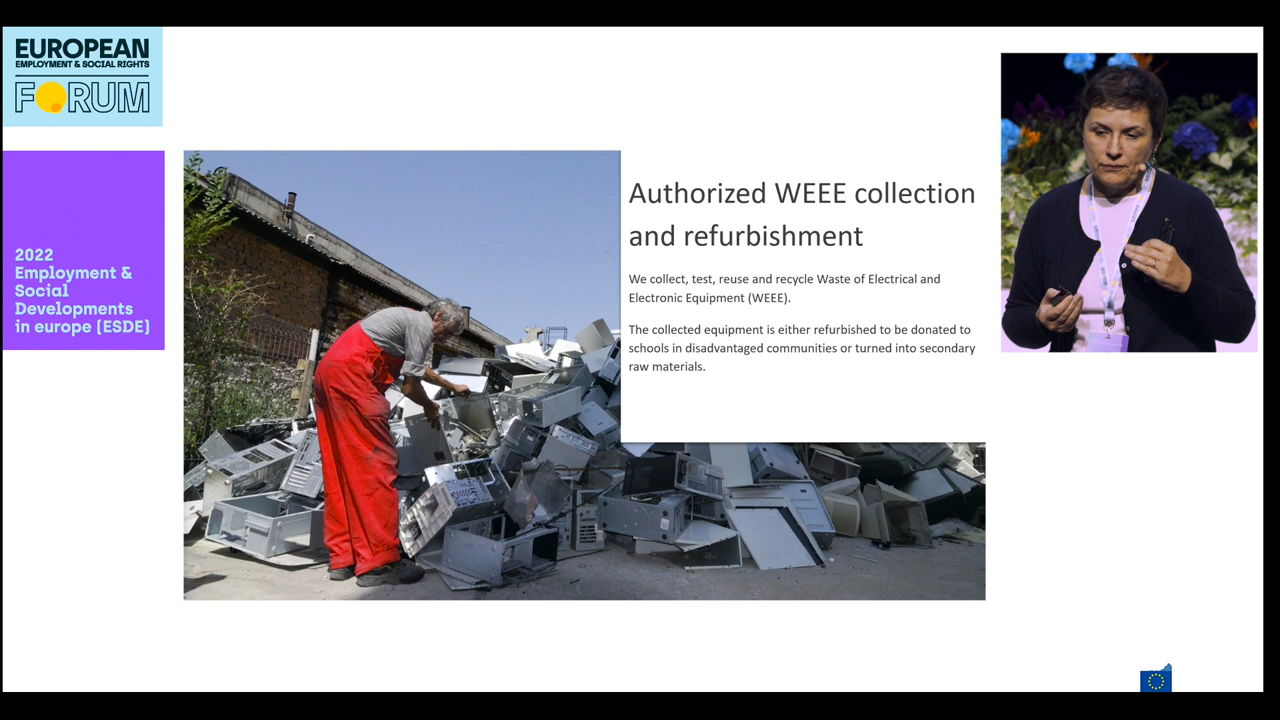 EUROPEAN
EMPLOYMENT & SOCIAL RIGHTS
FORUM
2022
Employment &
Social
Developments
in europe (ESDE)
Authorized WEEE collection
and refurbishment
We collect, test, reuse and recycle Waste of Electrical and
Electronic Equipment (WEEE).
The collected equipment is either refurbished to be donated to
schools in disadvantaged communities or turned into secondary
raw materials.